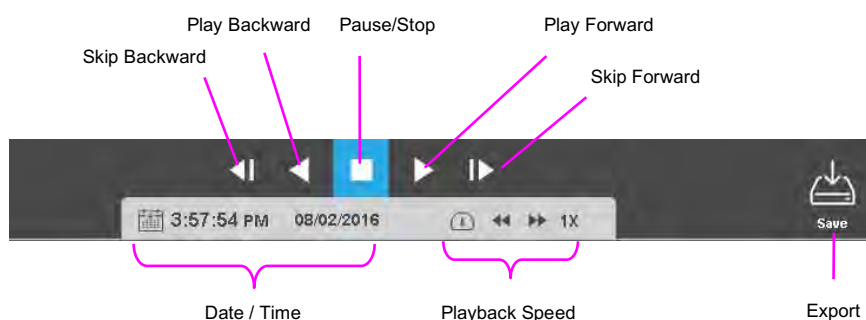 Play Backward Pause/Stop Play Forward
Skip Backward
Skip Forward
3:57:54 PM 08/02/2016 1X
Save
Date / Time Playback Speed Export